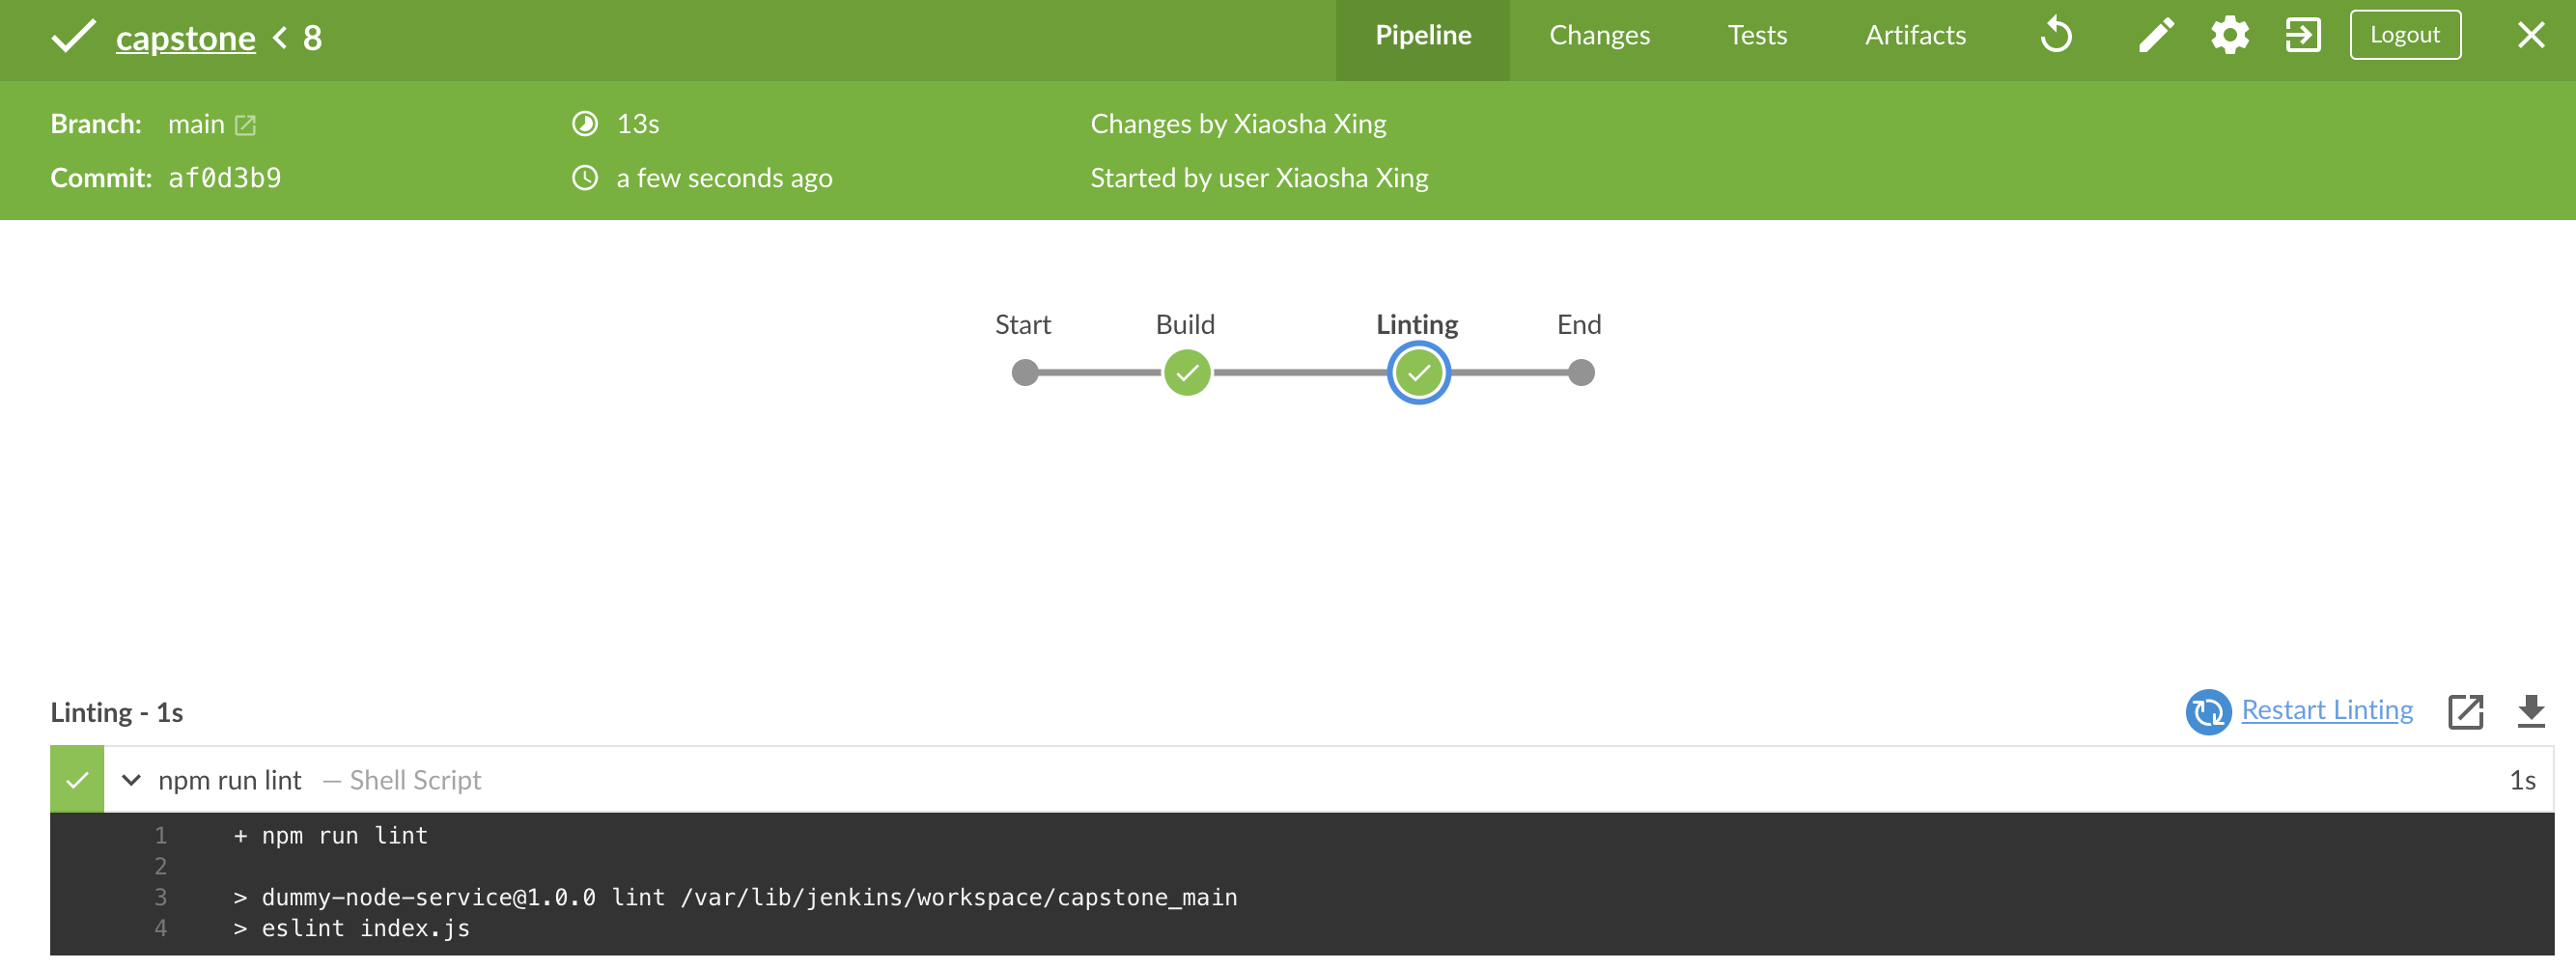 capstone < 8 Pipeline Changes Tests Artifacts Logout
Branch: main 13s Changes by Xiaosha Xing
Commit: af0d3b9 a few seconds ago Started by user Xiaosha Xing
Start Build Linting End
Linting - 1s Restart Linting
npm run lint — Shell Script 1s
1 + npm run lint
2
3 > dummy-node-service@1.0.0 lint /var/lib/jenkins/workspace/capstone_main
4 > eslint index.js